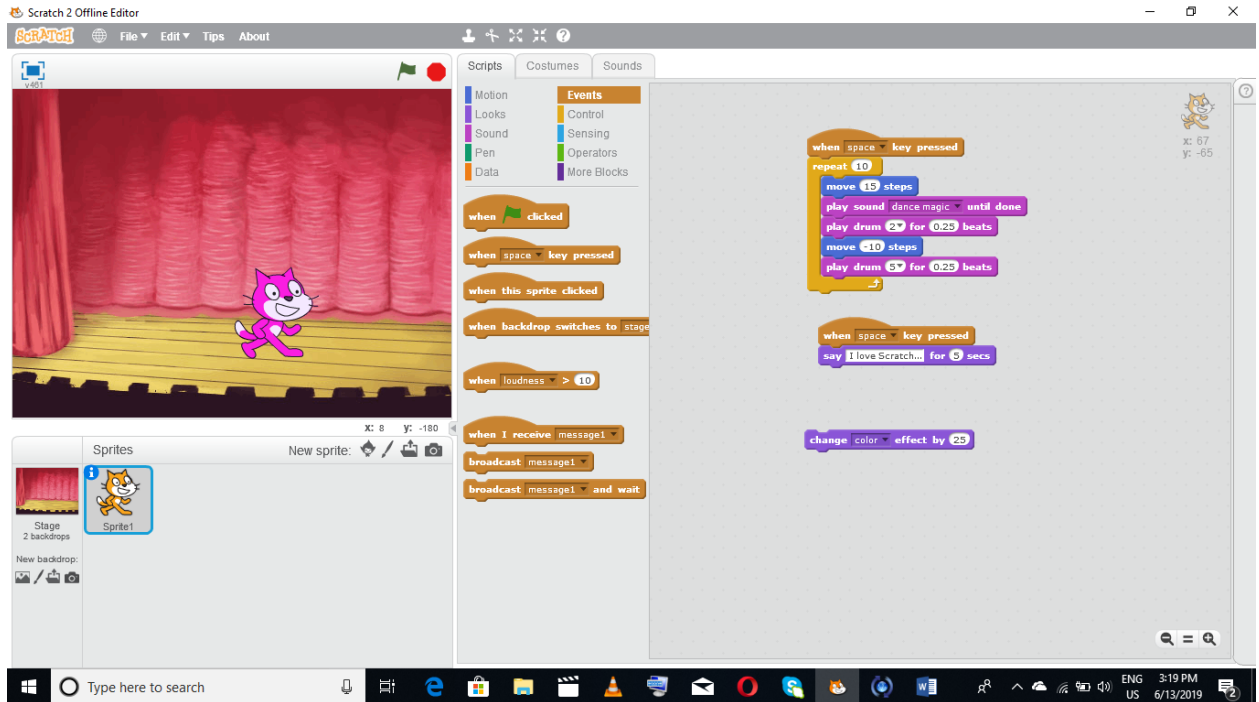 Scratch 2 Offline Editor
SCRATCH File Edit Tips About
v461
Scripts Costumes Sounds
Motion Events
Looks Control
Sound Sensing
Pen Operators
Data More Blocks
when clicked
when space key pressed
when this sprite clicked
when backdrop switches to stage
when loudness > 10
when I receive message1
broadcast message1
broadcast message1 and wait
when space key pressed
repeat 10
move 15 steps
play sound dance magic until done
play drum 2 for 0.25 beats
move -10 steps
play drum 5 for 0.25 beats
when space key pressed
say I love Scratch... for 5 secs
change color effect by 25
x: 67
y: -65
X: 8 y: -180
Sprites New sprite:
Stage
2 backdrops
New backdrop:
Sprite1
Type here to search
ENG
US
3:19 PM
6/13/2019
2